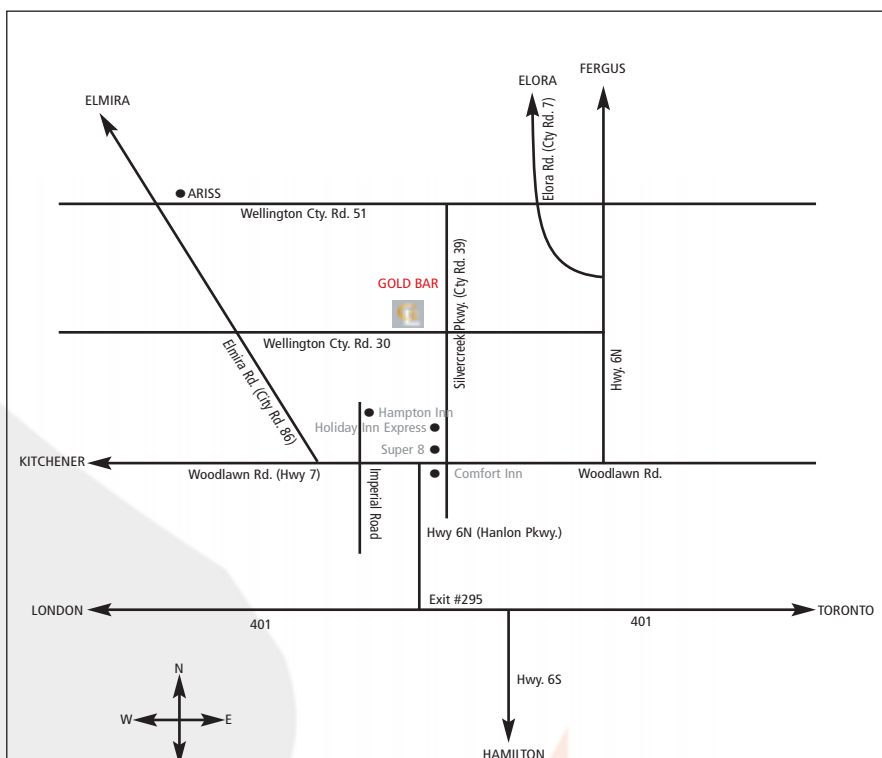 FERGUS
ELORA
ELMIRA
Elora Rd. (Cty Rd. 7)
ARISS
Wellington Cty. Rd. 51
Silvercreek Pkwy. (Cty Rd. 39)
GOLD BAR
Wellington Cty. Rd. 30
Elmira Rd. (City Rd. 86)
Hwy. 6N
Hampton Inn
Holiday Inn Express
Super 8
KITCHENER
Woodlawn Rd. (Hwy 7)
Imperial Road
Comfort Inn
Woodlawn Rd.
Hwy 6N (Hanlon Pkwy.)
Exit #295
LONDON
TORONTO
401
401
N
Hwy. 6S
W
E
HAMILTON